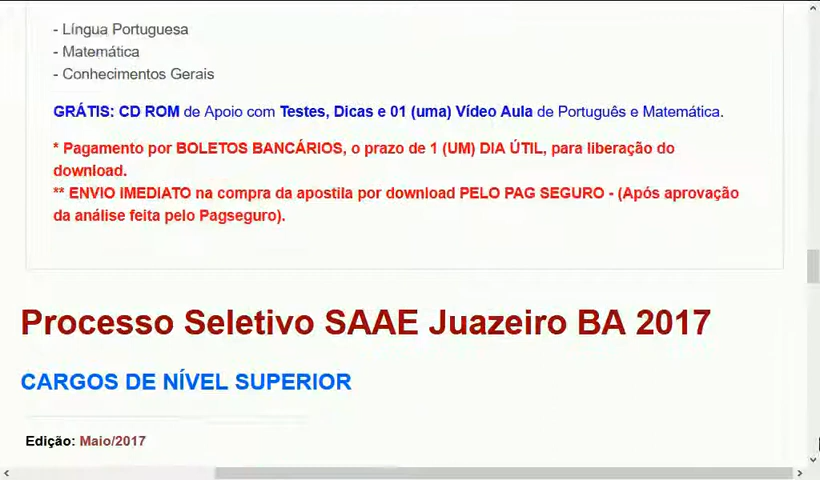 - Língua Portuguesa
- Matemática
- Conhecimentos Gerais
GRÁTIS: CD ROM de Apoio com Testes, Dicas e 01 (uma) Vídeo Aula de Português e Matemática.
* Pagamento por BOLETOS BANCÁRIOS, o prazo de 1 (UM) DIA ÚTIL, para liberação do
download.
** ENVIO IMEDIATO na compra da apostila por download PELO PAG SEGURO - (Após aprovação
da análise feita pelo Pagseguro).
Processo Seletivo SAAE Juazeiro BA 2017
CARGOS DE NÍVEL SUPERIOR
Edição: Maio/2017